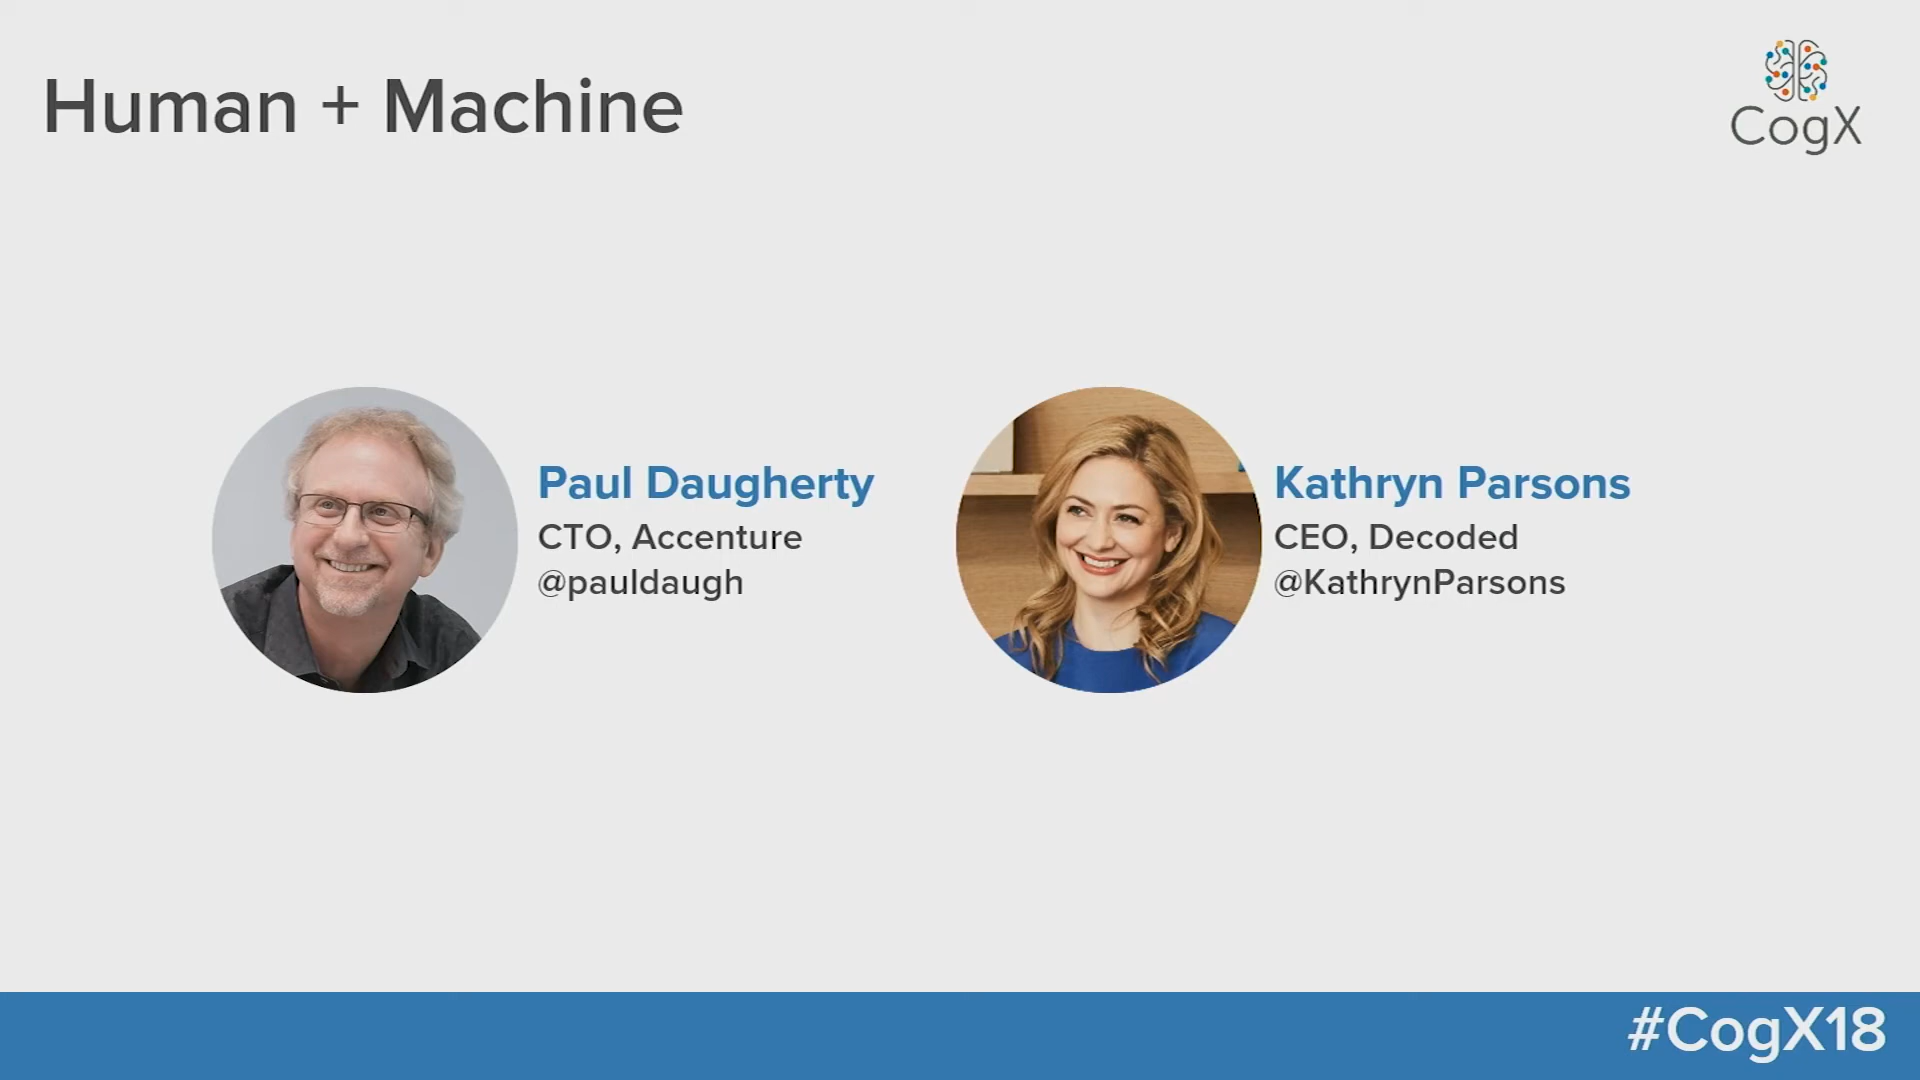 Human + Machine
CogX
Paul Daugherty
CTO, Accenture
@pauldaugh
Kathryn Parsons
CEO, Decoded
@KathrynParsons
#CogX18